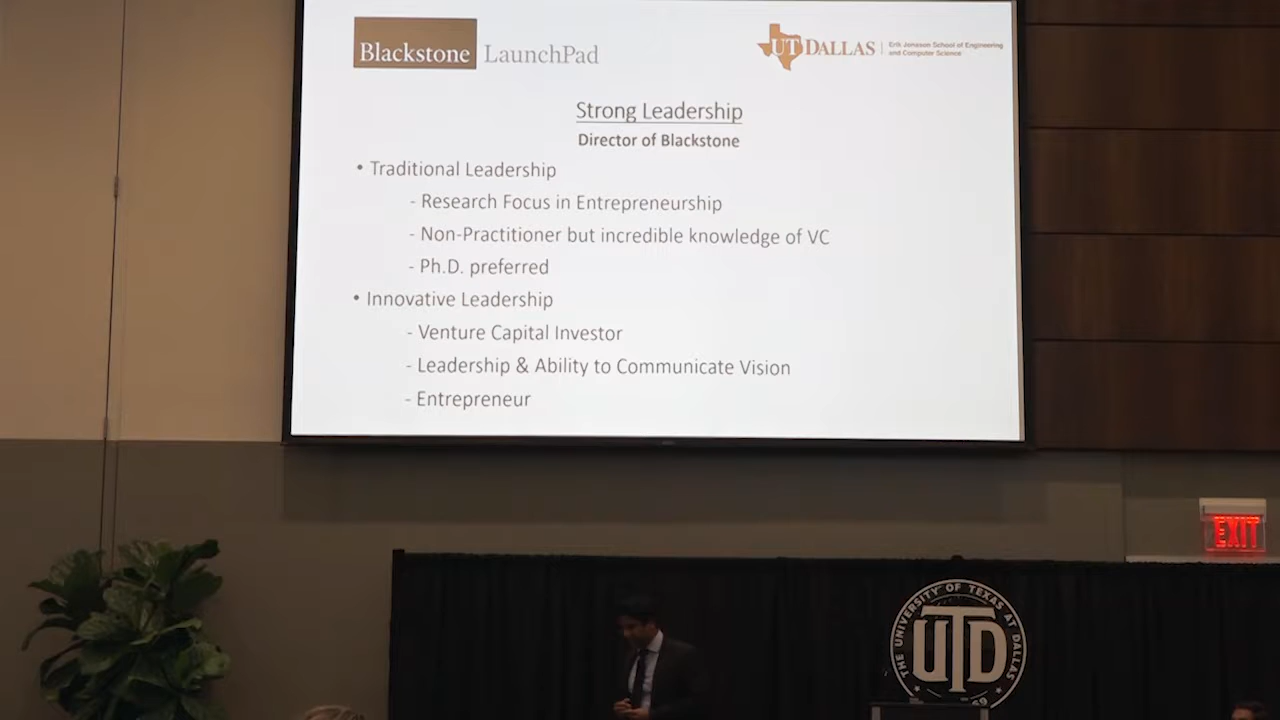 Blackstone LaunchPad
UT DALLAS | Erik Jonsson School of Engineering
and Computer Science
Strong Leadership
Director of Blackstone
• Traditional Leadership
- Research Focus in Entrepreneurship
- Non-Practitioner but incredible knowledge of VC
- Ph.D. preferred
• Innovative Leadership
- Venture Capital Investor
- Leadership & Ability to Communicate Vision
- Entrepreneur
EXIT
THE UNIVERSITY OF TEXAS AT DALLAS
UTD
69